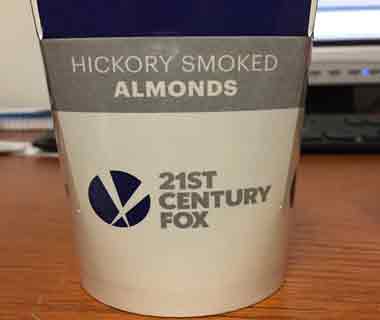 HICKORY SMOKED
ALMONDS
21ST
CENTURY
FOX